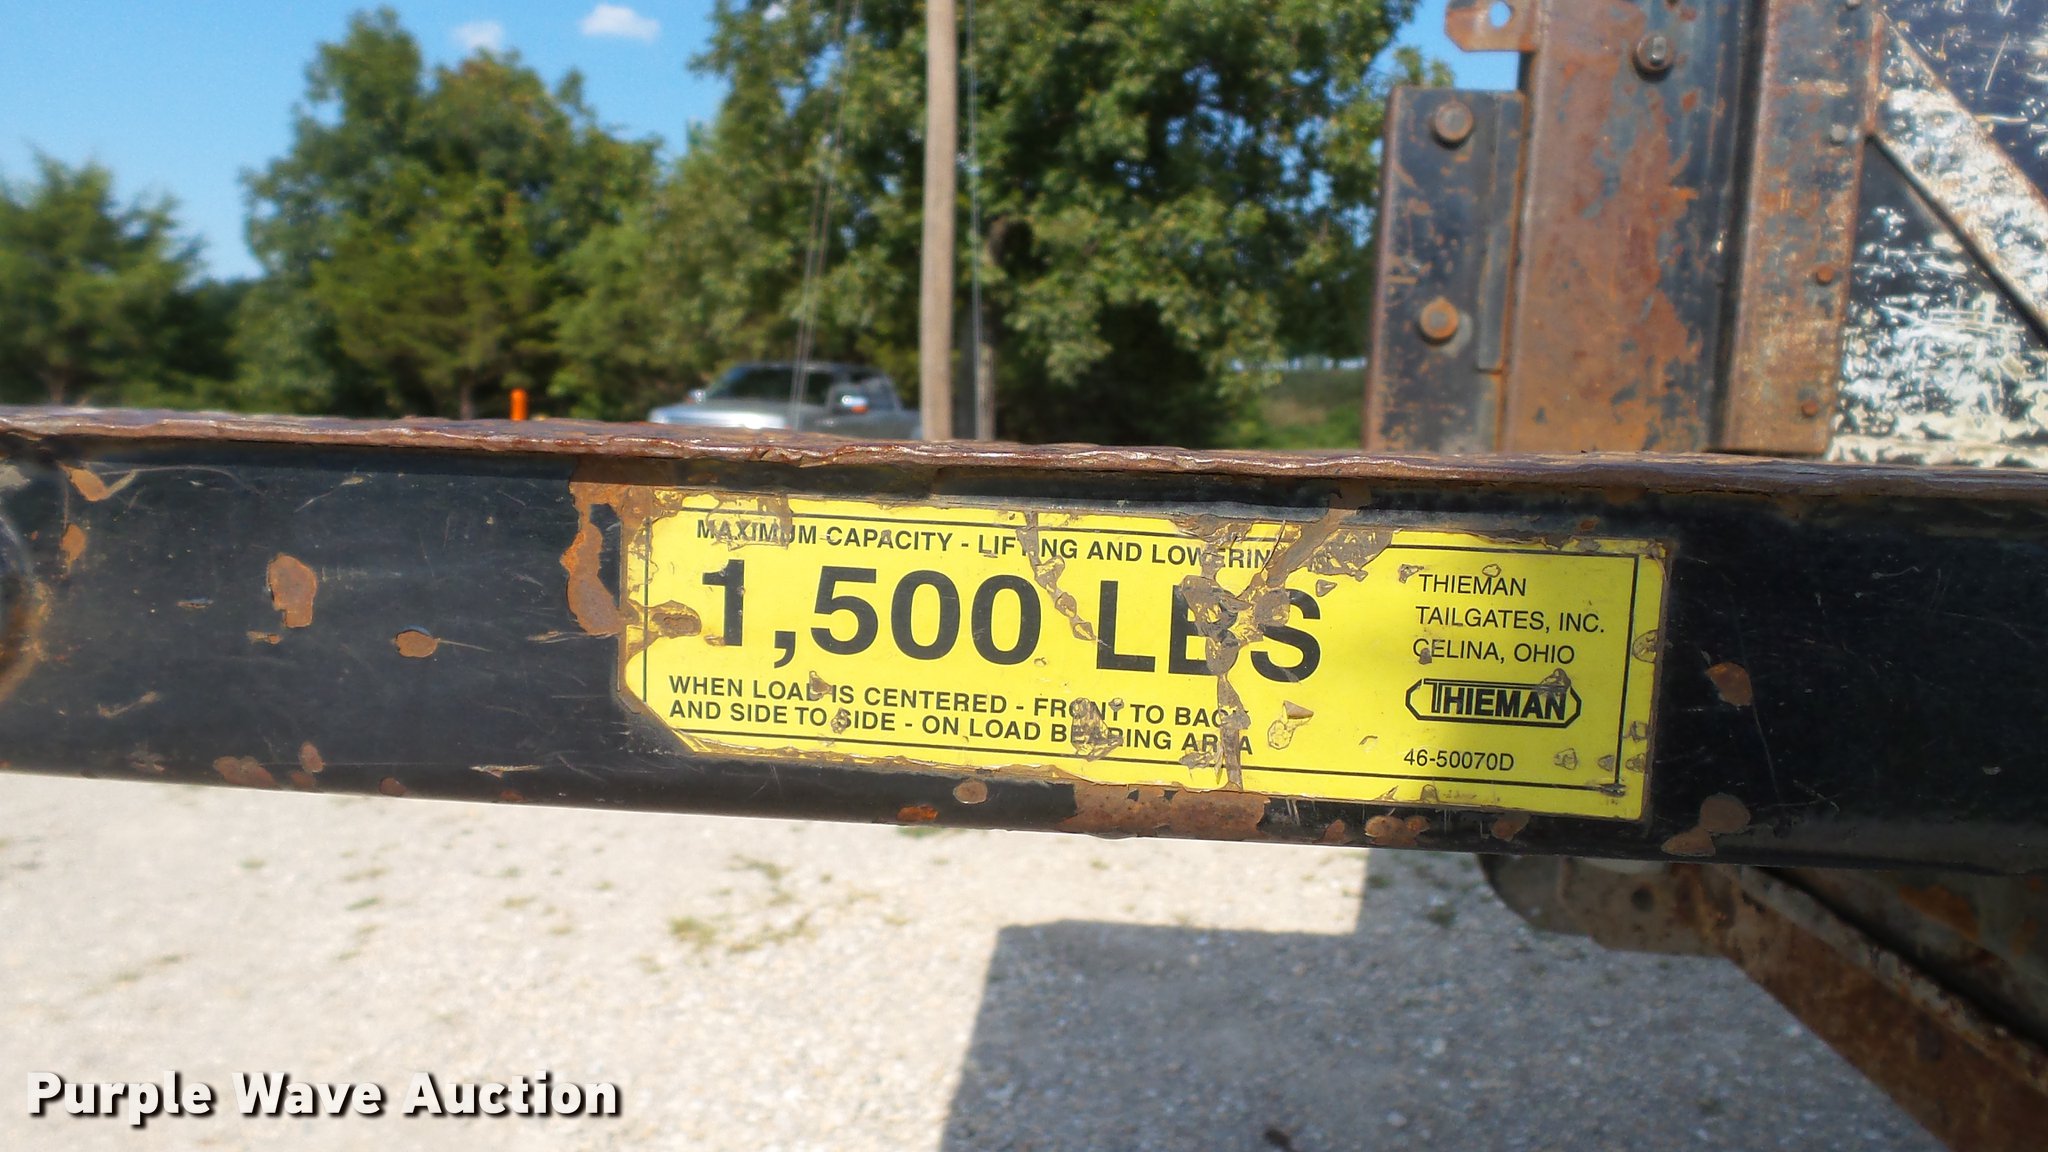 MAXIMUM CAPACITY - LIFTING AND LOWERING
1,500 LBS
WHEN LOAD IS CENTERED - FRONT TO BACK
AND SIDE TO SIDE - ON LOAD BEARING AREA
THIEMAN
TAILGATES, INC.
CELINA, OHIO
THIEMAN
46-50070D
Purple Wave Auction